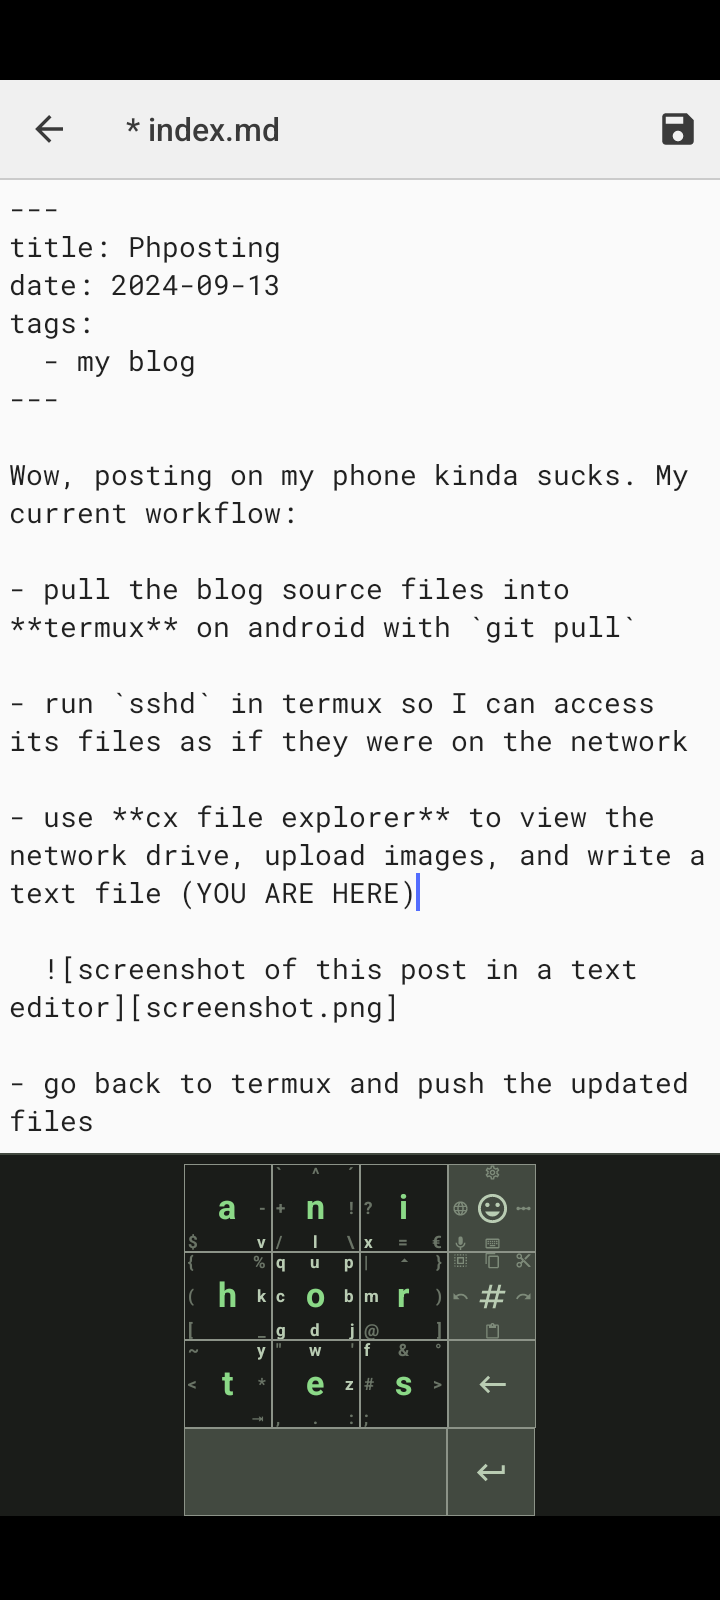 * index.md
---
title: Phposting
date: 2024-09-13
tags:
  - my blog
---
Wow, posting on my phone kinda sucks. My
current workflow:
- pull the blog source files into
**termux** on android with `git pull`
- run `sshd` in termux so I can access
its files as if they were on the network
- use **cx file explorer** to view the
network drive, upload images, and write a
text file (YOU ARE HERE)
  ![screenshot of this post in a text
editor][screenshot.png]
- go back to termux and push the updated
files
` ^ ´
a - + n ! ? i
$ v / l \ x = €
{ % q u p | }
( h k c o b m r ) #
[ _ g d j @ ]
~ y " w ' f & °
< t * e z # s >
, . : ;